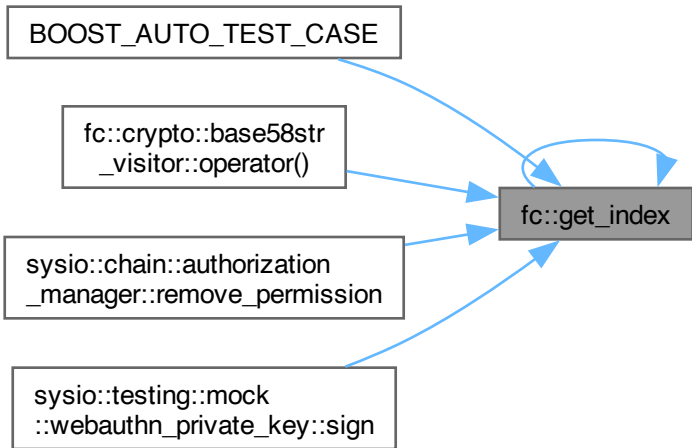 BOOST_AUTO_TEST_CASE
fc::crypto::base58str
_visitor::operator()
fc::get_index
sysio::chain::authorization
_manager::remove_permission
sysio::testing::mock
::webauthn_private_key::sign